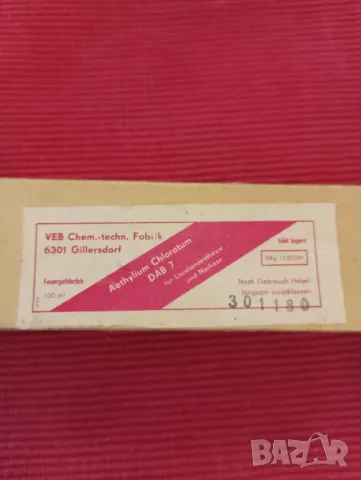 VEB Chem.-techn. Fabrik
6301 Gillersdorf
Aethylium Chloratum
DAB 7
für Localanaesthesie
und Narkose
Feuergefährlich
100 ml
kühl lagern
Nach Gebrauch Hebel
langsam zurücklassen
301180
bazar.bg